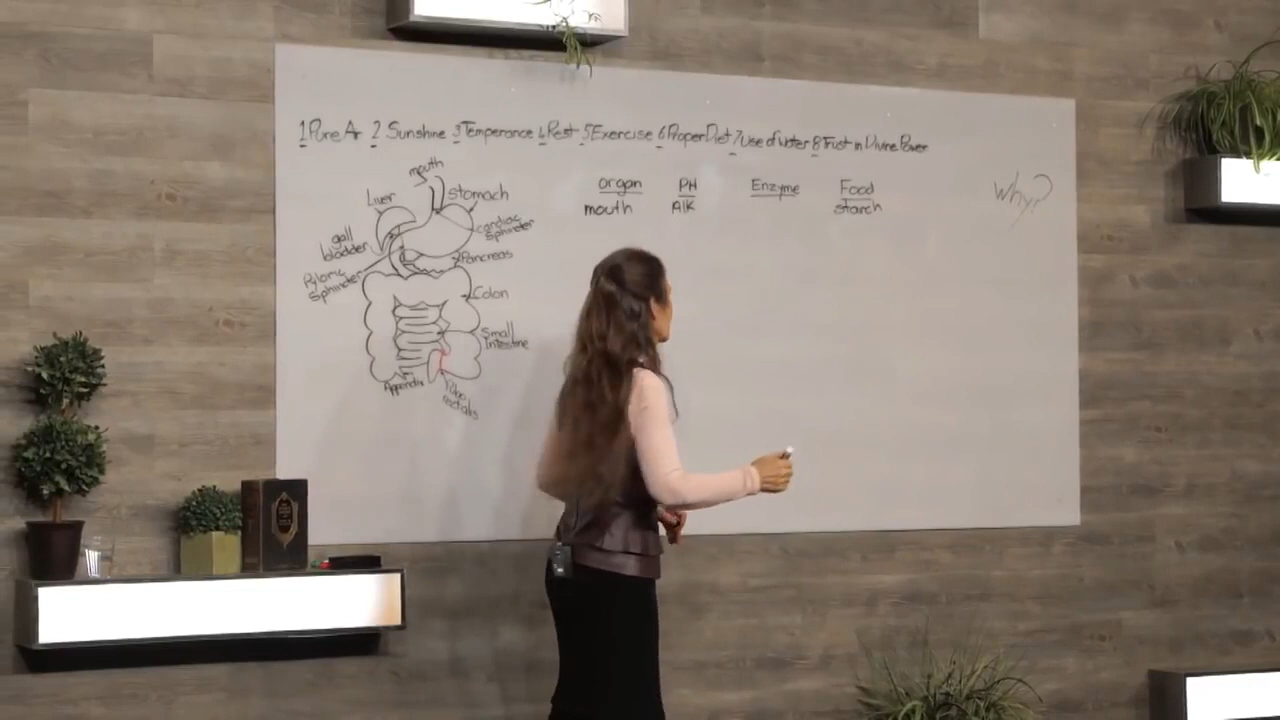 1 Pure Air 2 Sunshine 3 Temperance 4 Rest 5 Exercise 6 Proper Diet 7 Use of Water 8 Trust in Divine Power
mouth
Liver
stomach
cardiac
sphincter
gall
bladder
Pancreas
Pyloric
Sphincter
Colon
Small
Intestine
Appendix
Pubo
rectalis
organ PH Enzyme Food
mouth Alk starch
Why?